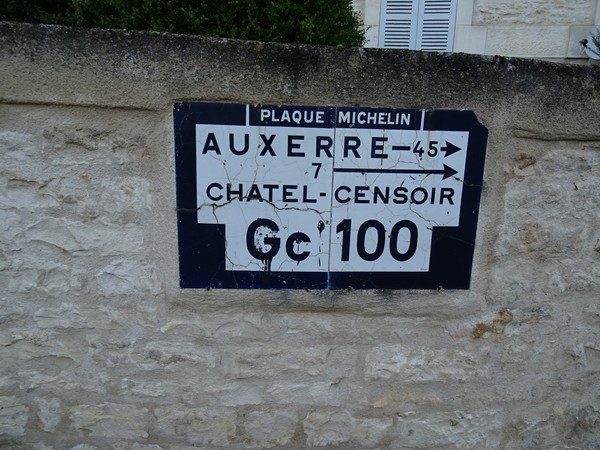 PLAQUE MICHELIN
AUXERRE 45
7
CHATEL-CENSOIR
Gc 100